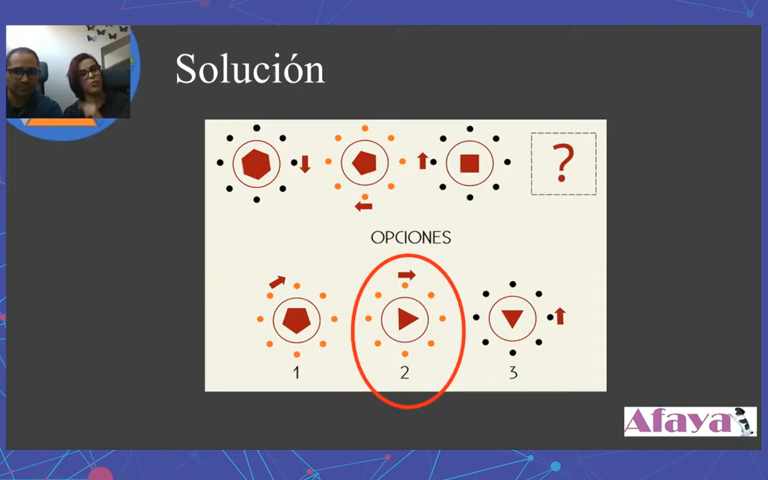 Solución
?
OPCIONES
1 2 3
Afaya